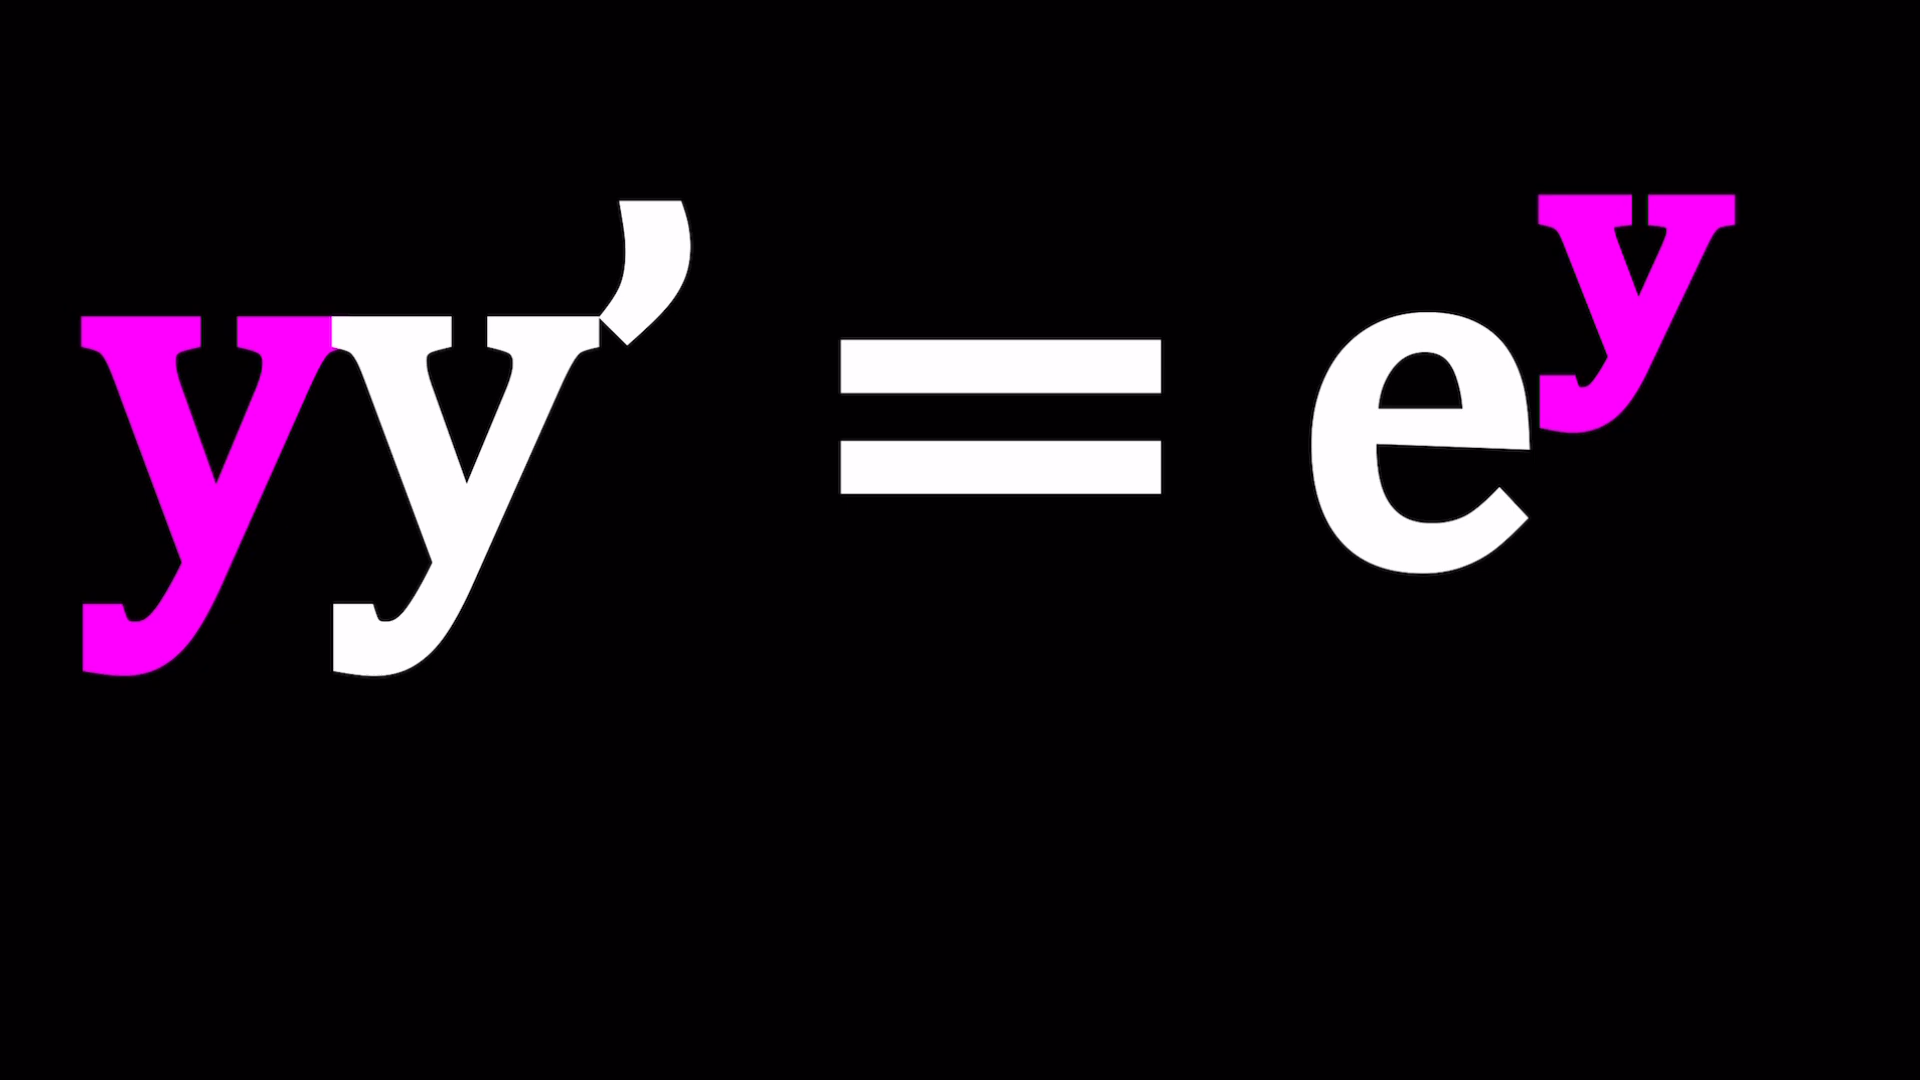 yy’ = e^y